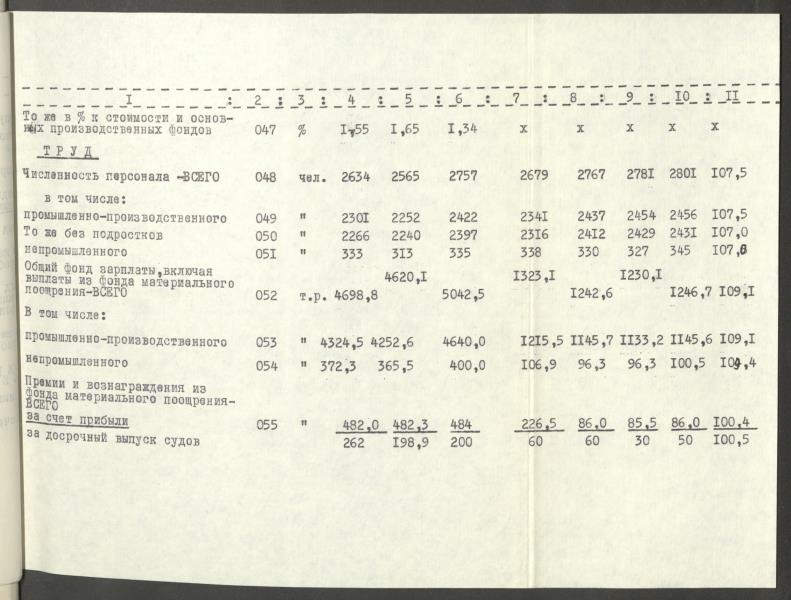 I : 2 : 3 : 4 : 5 : 6 : 7 : 8 : 9 : IO : II
То же в % к стоимости и основ-
ных производственных фондов 047 % I,55 I,65 I,34 х х х х х
ТРУД
Численность персонала -ВСЕГО 048 чел. 2634 2565 2757 2679 2767 278I 280I I07,5
в том числе:
промышленно-производственного 049 " 230I 2252 2422 234I 2437 2454 2456 I07,5
То же без подростков 050 " 2266 2240 2397 23I6 24I2 2429 243I I07,0
непромышленного 05I " 333 3I3 335 338 330 327 345 I07,8
Общий фонд зарплаты,включая
выплаты из фонда материального 4620,I I323,I I230,I
поощрения-ВСЕГО 052 т.р. 4698,8 5042,5 I242,6 I246,7 I09,I
В том числе:
промышленно-производственного 053 " 4324,5 4252,6 4640,0 I2I5,5 II45,7 II33,2 II45,6 I09,I
непромышленного 054 " 372,3 365,5 400,0 I06,9 96,3 96,3 I00,5 I09,4
Премии и вознаграждения из
фонда материального поощрения-
ВСЕГО
за счет прибыли 055 " 482,0 482,3 484 226,5 86,0 85,5 86,0 I00,4
за досрочный выпуск судов 262 I98,9 200 60 60 30 50 I00,5